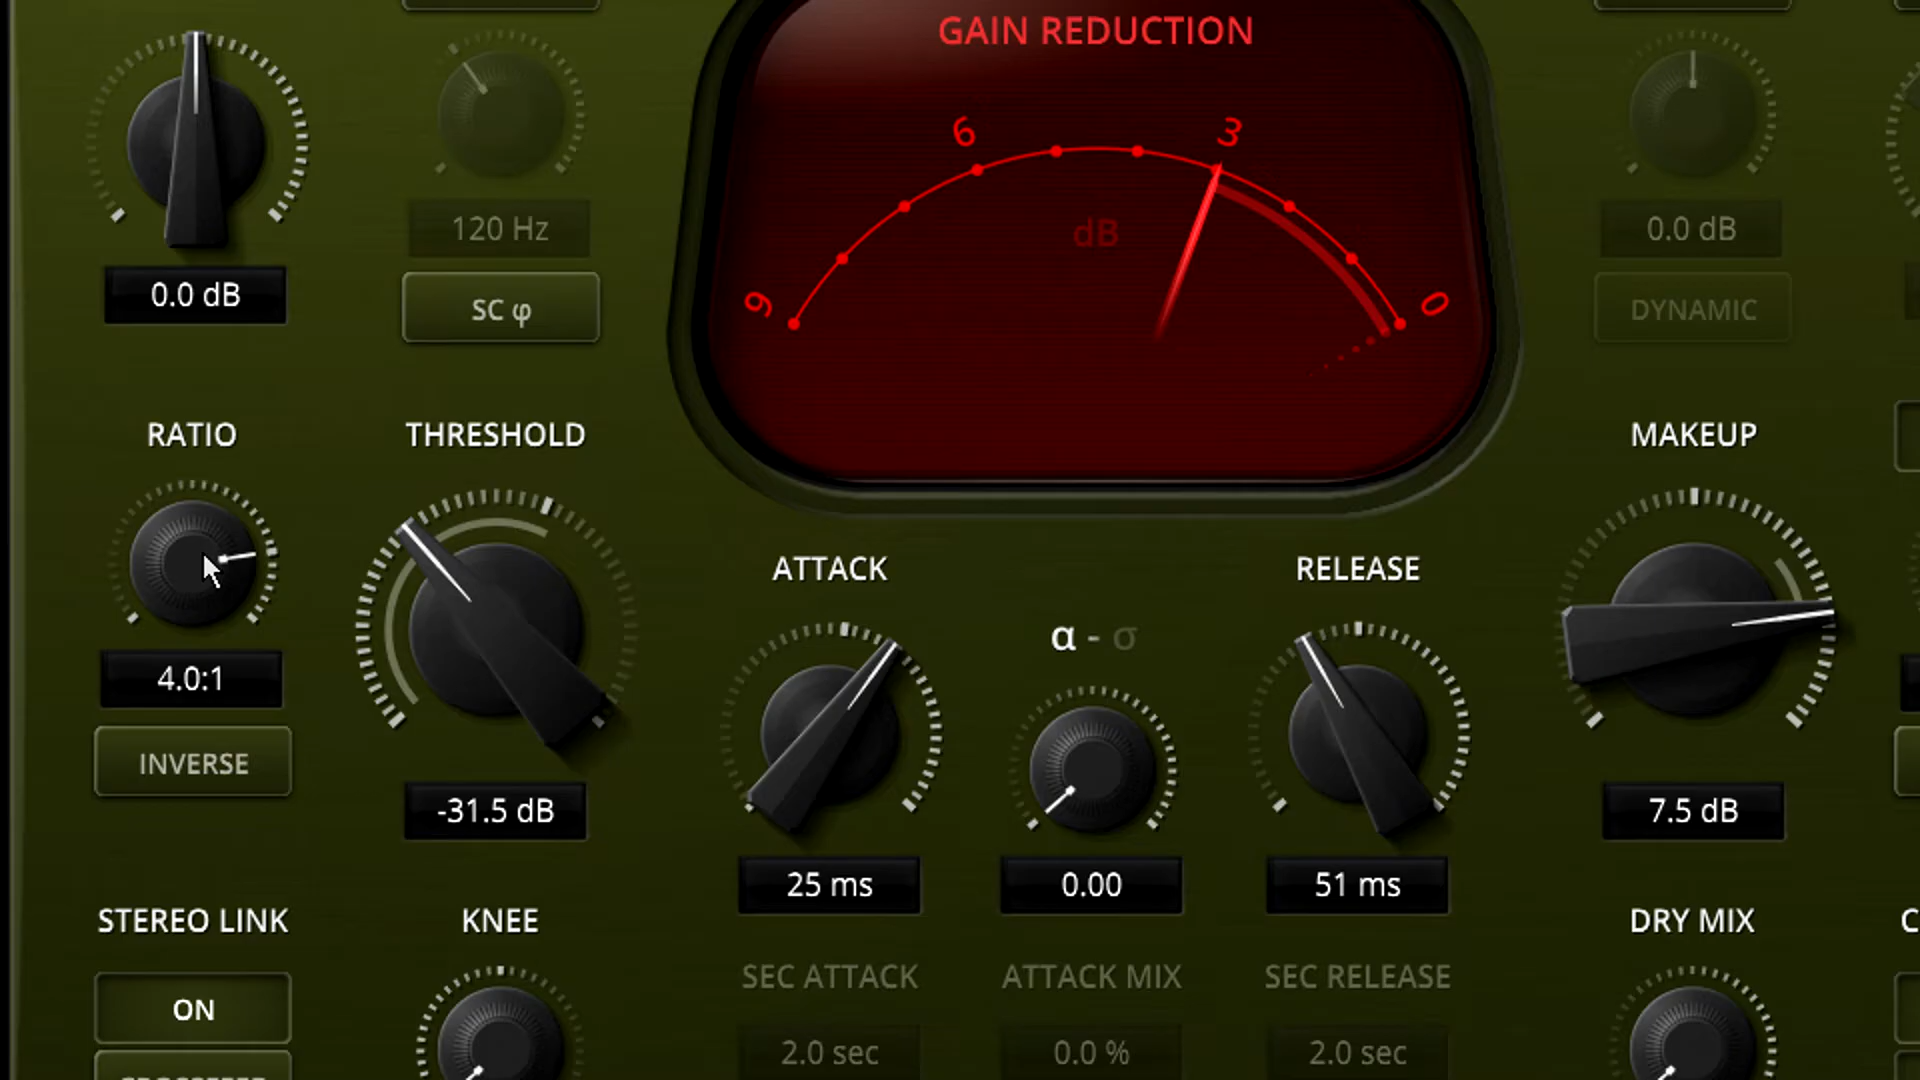 GAIN REDUCTION
6
3
9
0
dB
120 Hz
0.0 dB
SC φ
0.0 dB
DYNAMIC
RATIO
THRESHOLD
MAKEUP
ATTACK
RELEASE
α - σ
4.0:1
INVERSE
-31.5 dB
7.5 dB
25 ms
0.00
51 ms
STEREO LINK
KNEE
DRY MIX
C
SEC ATTACK
ATTACK MIX
SEC RELEASE
ON
2.0 sec
0.0 %
2.0 sec